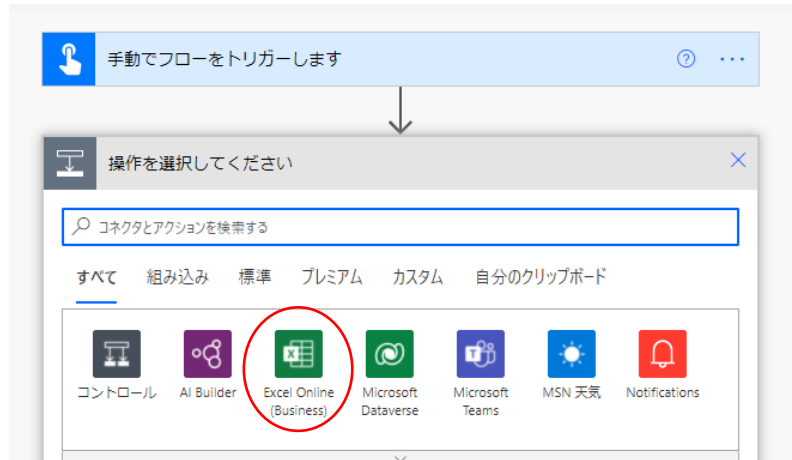 手動でフローをトリガーします
操作を選択してください
コネクタとアクションを検索する
すべて 組み込み 標準 プレミアム カスタム 自分のクリップボード
コントロール AI Builder Excel Online (Business) Microsoft Dataverse Microsoft Teams MSN 天気 Notifications